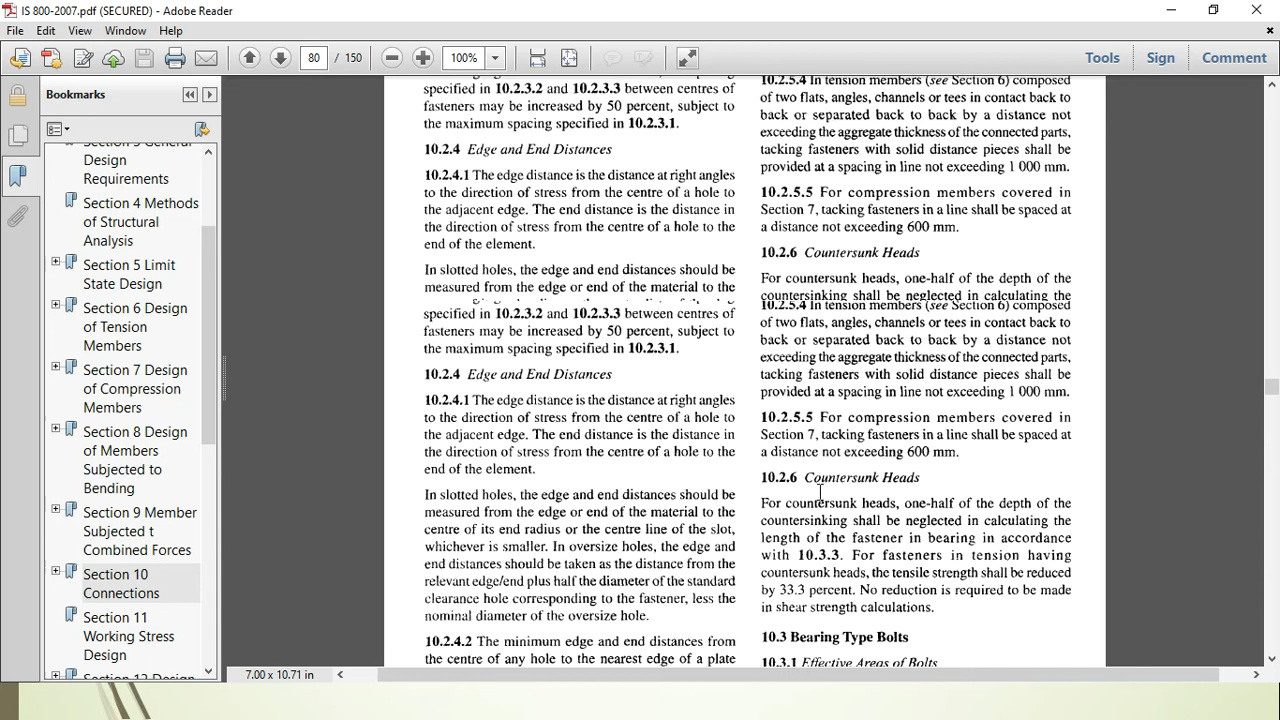 IS 800-2007.pdf (SECURED) - Adobe Reader
File Edit View Window Help
80 / 150
100%
Tools Sign Comment
Bookmarks
Design
Requirements
Section 4 Methods
of Structural
Analysis
Section 5 Limit
State Design
Section 6 Design
of Tension
Members
Section 7 Design
of Compression
Members
Section 8 Design
of Members
Subjected to
Bending
Section 9 Member
Subjected t
Combined Forces
Section 10
Connections
Section 11
Working Stress
Design
Section 12 Design
specified in 10.2.3.2 and 10.2.3.3 between centres of
fasteners may be increased by 50 percent, subject to
the maximum spacing specified in 10.2.3.1.
10.2.4 Edge and End Distances
10.2.4.1 The edge distance is the distance at right angles
to the direction of stress from the centre of a hole to
the adjacent edge. The end distance is the distance in
the direction of stress from the centre of a hole to the
end of the element.
In slotted holes, the edge and end distances should be
measured from the edge or end of the material to the
specified in 10.2.3.2 and 10.2.3.3 between centres of
fasteners may be increased by 50 percent, subject to
the maximum spacing specified in 10.2.3.1.
10.2.4 Edge and End Distances
10.2.4.1 The edge distance is the distance at right angles
to the direction of stress from the centre of a hole to
the adjacent edge. The end distance is the distance in
the direction of stress from the centre of a hole to the
end of the element.
In slotted holes, the edge and end distances should be
measured from the edge or end of the material to the
centre of its end radius or the centre line of the slot,
whichever is smaller. In oversize holes, the edge and
end distances should be taken as the distance from the
relevant edge/end plus half the diameter of the standard
clearance hole corresponding to the fastener, less the
nominal diameter of the oversize hole.
10.2.4.2 The minimum edge and end distances from
the centre of any hole to the nearest edge of a plate
10.2.5.4 In tension members (see Section 6) composed
of two flats, angles, channels or tees in contact back to
back or separated back to back by a distance not
exceeding the aggregate thickness of the connected parts,
tacking fasteners with solid distance pieces shall be
provided at a spacing in line not exceeding 1 000 mm.
10.2.5.5 For compression members covered in
Section 7, tacking fasteners in a line shall be spaced at
a distance not exceeding 600 mm.
10.2.6 Countersunk Heads
For countersunk heads, one-half of the depth of the
countersinking shall be neglected in calculating the
10.2.5.4 In tension members (see Section 6) composed
of two flats, angles, channels or tees in contact back to
back or separated back to back by a distance not
exceeding the aggregate thickness of the connected parts,
tacking fasteners with solid distance pieces shall be
provided at a spacing in line not exceeding 1 000 mm.
10.2.5.5 For compression members covered in
Section 7, tacking fasteners in a line shall be spaced at
a distance not exceeding 600 mm.
10.2.6 Countersunk Heads
For countersunk heads, one-half of the depth of the
countersinking shall be neglected in calculating the
length of the fastener in bearing in accordance
with 10.3.3. For fasteners in tension having
countersunk heads, the tensile strength shall be reduced
by 33.3 percent. No reduction is required to be made
in shear strength calculations.
10.3 Bearing Type Bolts
10.3.1 Effective Areas of Bolts
7.00 x 10.71 in